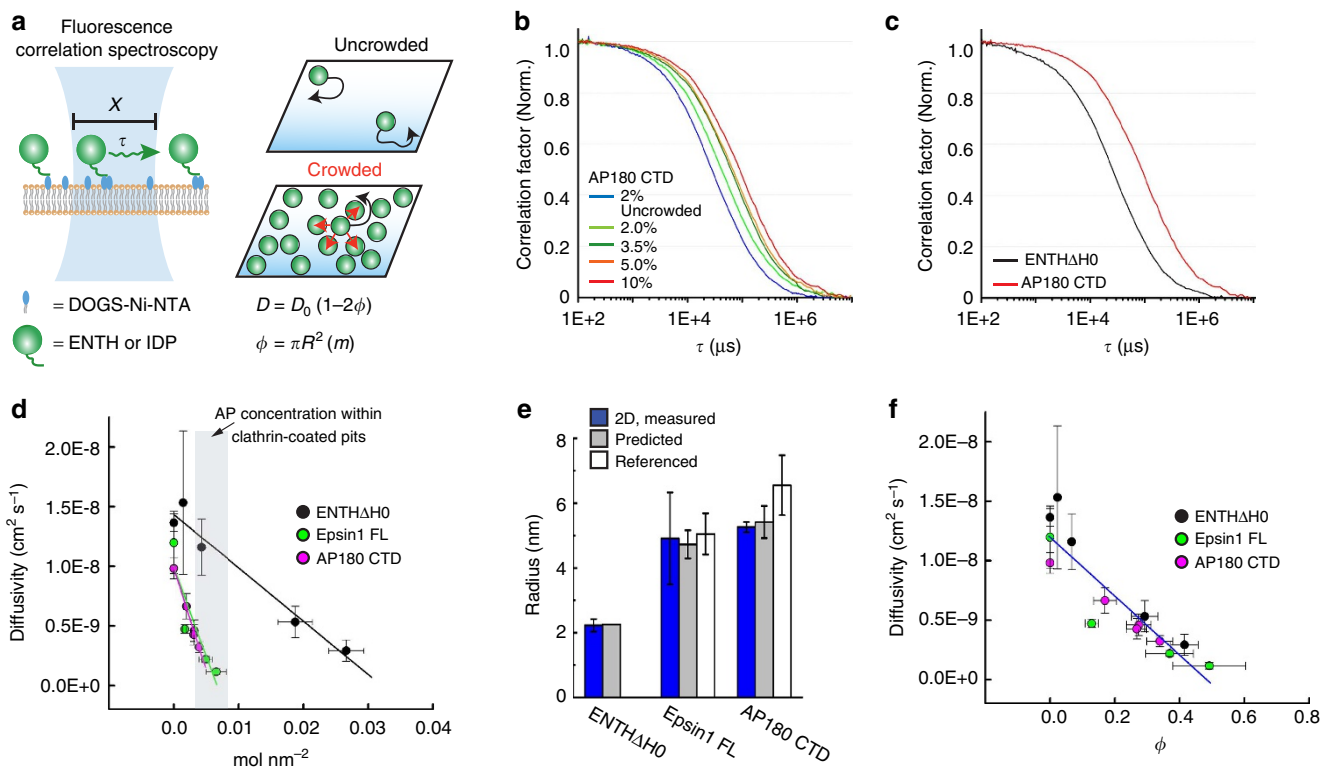 a
Fluorescence
correlation spectroscopy
X
τ
Uncrowded
Crowded
= DOGS-Ni-NTA
= ENTH or IDP
D = D₀ (1–2ϕ)
ϕ = πR² (m)
b
Correlation factor (Norm.)
1.0
0.8
0.6
0.4
0.2
0
AP180 CTD
2%
Uncrowded
2.0%
3.5%
5.0%
10%
1E+2
1E+4
1E+6
τ (μs)
c
Correlation factor (Norm.)
1.0
0.8
0.6
0.4
0.2
0
ENTHΔH0
AP180 CTD
1E+2
1E+4
1E+6
τ (μs)
d
AP concentration within
clathrin-coated pits
Diffusivity (cm² s⁻¹)
2.0E-8
1.5E-8
1.0E-8
0.5E-9
0.0E+0
ENTHΔH0
Epsin1 FL
AP180 CTD
0.0
0.01
0.02
0.03
0.04
mol nm⁻²
e
2D, measured
Predicted
Referenced
Radius (nm)
8
6
4
2
0
ENTHΔH0
Epsin1 FL
AP180 CTD
f
Diffusivity (cm² s⁻¹)
2.0E–8
1.5E–8
1.0E–8
0.5E–9
0.0E+0
ENTHΔH0
Epsin1 FL
AP180 CTD
0.0
0.2
0.4
0.6
0.8
ϕ